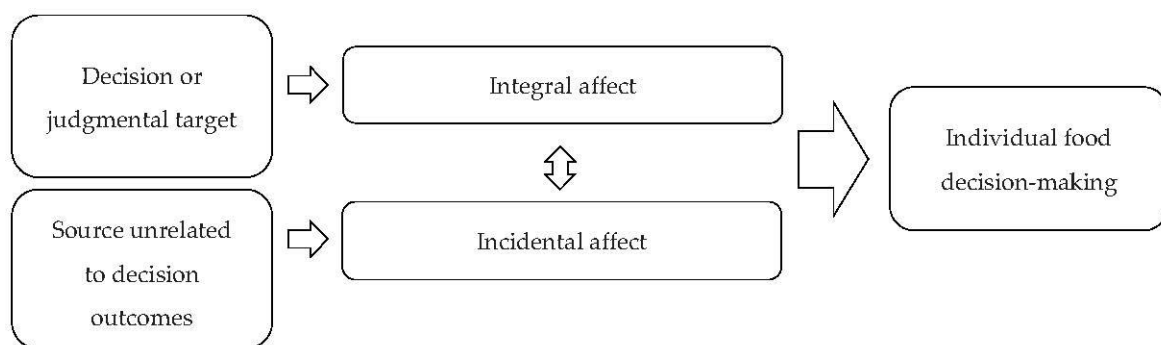 Decision or
judgmental target
Integral affect
Individual food
decision-making
Source unrelated
to decision
outcomes
Incidental affect